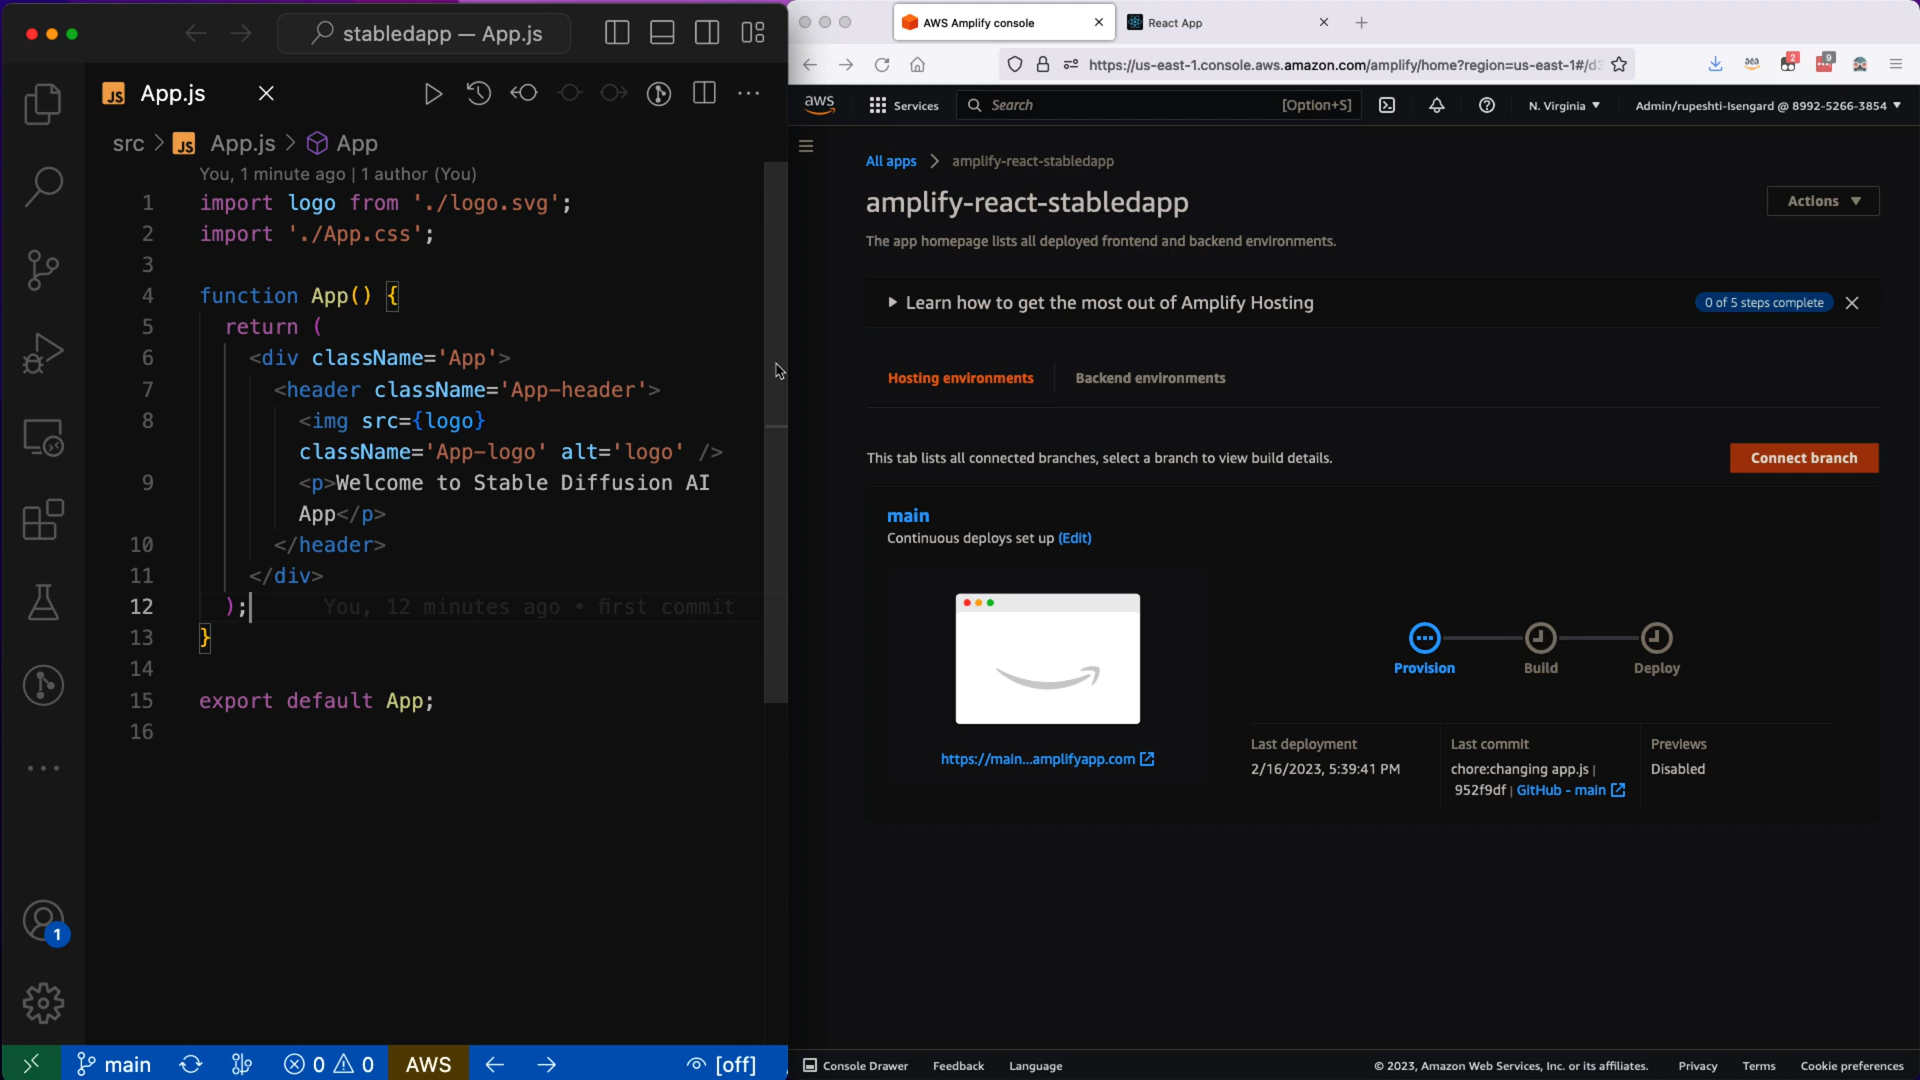 stabledapp — App.js
JS App.js
src > JS App.js > App
You, 1 minute ago | 1 author (You)
1 import logo from './logo.svg';
2 import './App.css';
3
4 function App() {
5 return (
6 <div className='App'>
7 <header className='App-header'>
8 <img src={logo}
className='App-logo' alt='logo' />
9 <p>Welcome to Stable Diffusion AI
App</p>
10 </header>
11 </div>
12 ); You, 12 minutes ago • first commit
13 }
14
15 export default App;
16
1
main 0 0 AWS [off]
AWS Amplify console
React App
https://us-east-1.console.aws.amazon.com/amplify/home?region=us-east-1#/d
2
9
aws Services Search [Option+S] N. Virginia Admin/rupeshti-Isengard @ 8992-5266-3854
All apps > amplify-react-stabledapp
amplify-react-stabledapp
Actions
The app homepage lists all deployed frontend and backend environments.
Learn how to get the most out of Amplify Hosting
0 of 5 steps complete
Hosting environments
Backend environments
This tab lists all connected branches, select a branch to view build details.
Connect branch
main
Continuous deploys set up (Edit)
https://main...amplifyapp.com
Provision
Build
Deploy
Last deployment
2/16/2023, 5:39:41 PM
Last commit
chore:changing app.js |
952f9df | GitHub - main
Previews
Disabled
Console Drawer Feedback Language © 2023, Amazon Web Services, Inc. or its affiliates. Privacy Terms Cookie preferences